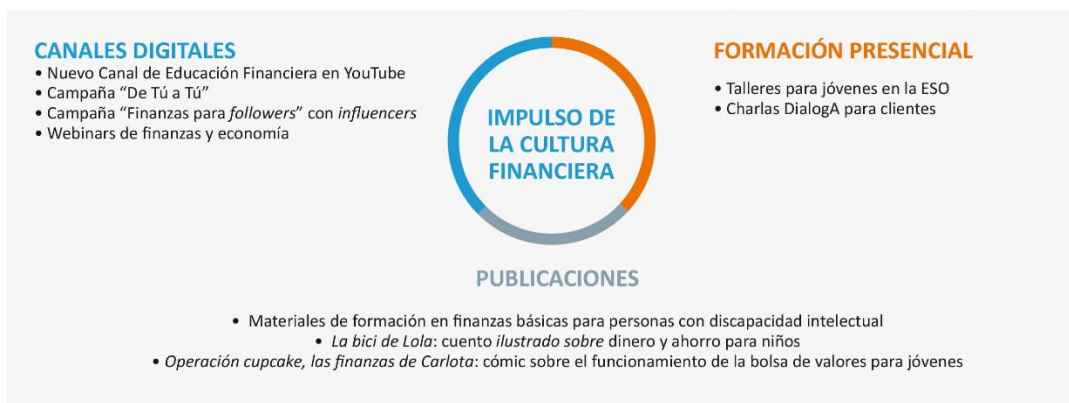 CANALES DIGITALES
• Nuevo Canal de Educación Financiera en YouTube
• Campaña “De Tú a Tú”
• Campaña “Finanzas para followers” con influencers
• Webinars de finanzas y economía
IMPULSO DE
LA CULTURA
FINANCIERA
FORMACIÓN PRESENCIAL
• Talleres para jóvenes en la ESO
• Charlas DialogA para clientes
PUBLICACIONES
• Materiales de formación en finanzas básicas para personas con discapacidad intelectual
• La bici de Lola: cuento ilustrado sobre dinero y ahorro para niños
• Operación cupcake, las finanzas de Carlota: cómic sobre el funcionamiento de la bolsa de valores para jóvenes